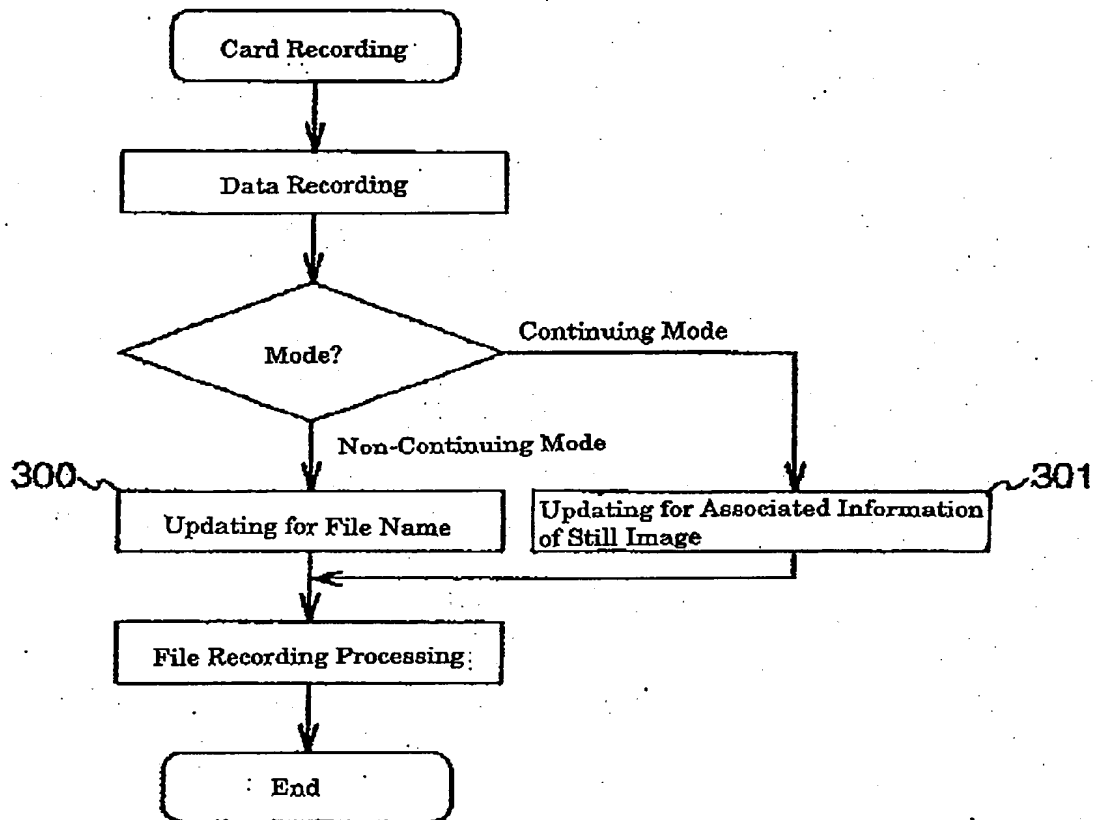 Card Recording
Data Recording
Mode?
Continuing Mode
Non-Continuing Mode
300
Updating for File Name
Updating for Associated Information
of Still Image
301
File Recording Processing
End